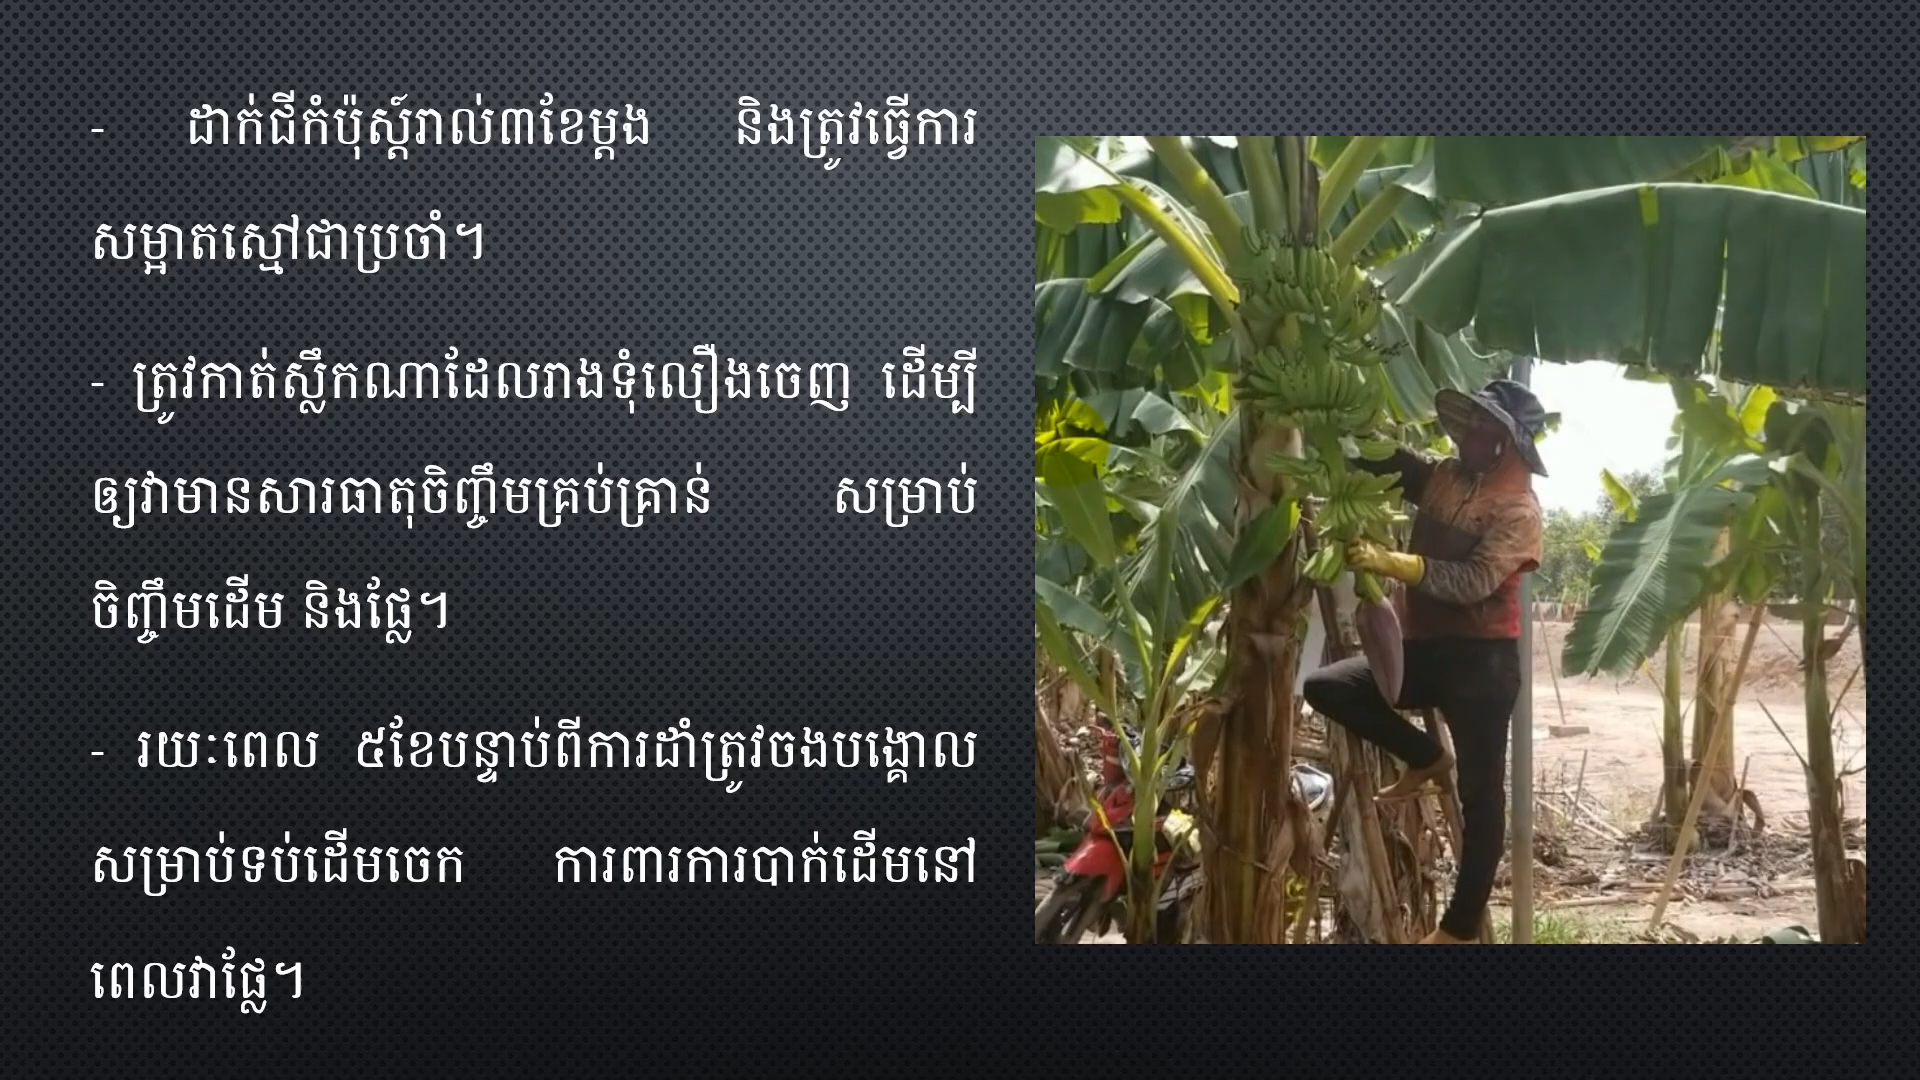 - ដាក់ជីកំប៉ុស្ត៍រាល់៣ខែម្តង និងត្រូវធ្វើការ
សម្អាតស្មៅជាប្រចាំ។
- ត្រូវកាត់ស្លឹកណាដែលរាងទុំលឿងចេញ ដើម្បី
ឲ្យវាមានសារធាតុចិញ្ចឹមគ្រប់គ្រាន់ សម្រាប់
ចិញ្ចឹមដើម និងផ្លែ។
- រយៈពេល ៥ខែបន្ទាប់ពីការដាំត្រូវចងបង្គោល
សម្រាប់ទប់ដើមចេក ការពារការបាក់ដើមនៅ
ពេលវាផ្លែ។